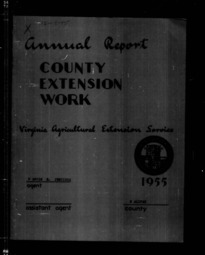 Annual Report
COUNTY
EXTENSION
WORK
Virginia Agricultural Extension Service
agent
1955
assistant agent
county